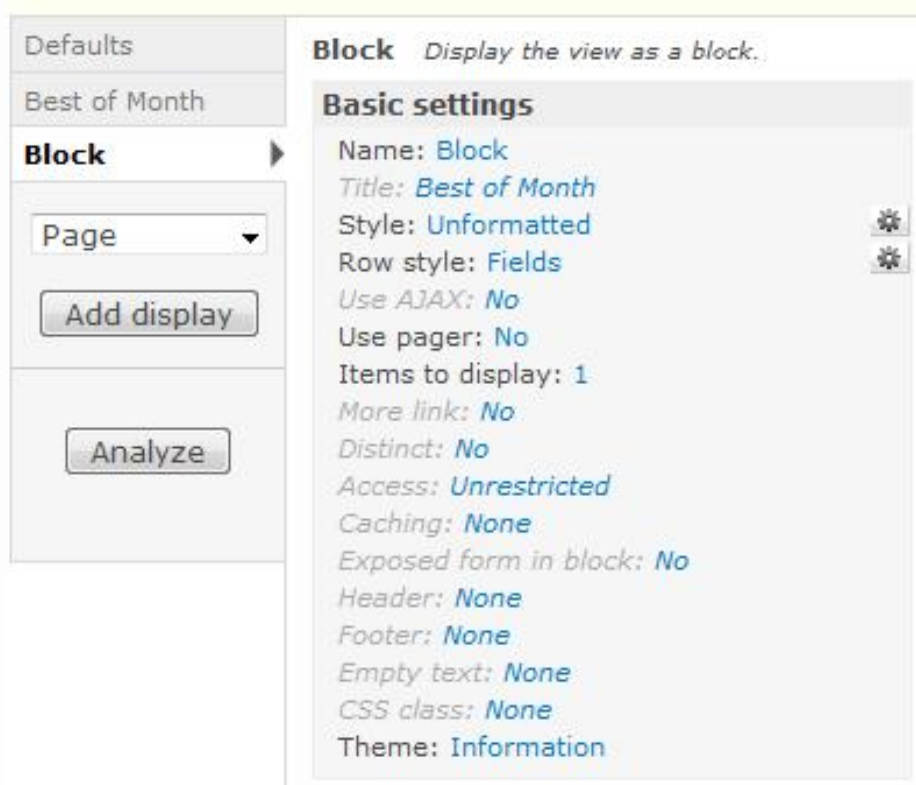 Defaults
Best of Month
Block
Page
Add display
Analyze
Block Display the view as a block.
Basic settings
Name: Block
Title: Best of Month
Style: Unformatted
Row style: Fields
Use AJAX: No
Use pager: No
Items to display: 1
More link: No
Distinct: No
Access: Unrestricted
Caching: None
Exposed form in block: No
Header: None
Footer: None
Empty text: None
CSS class: None
Theme: Information